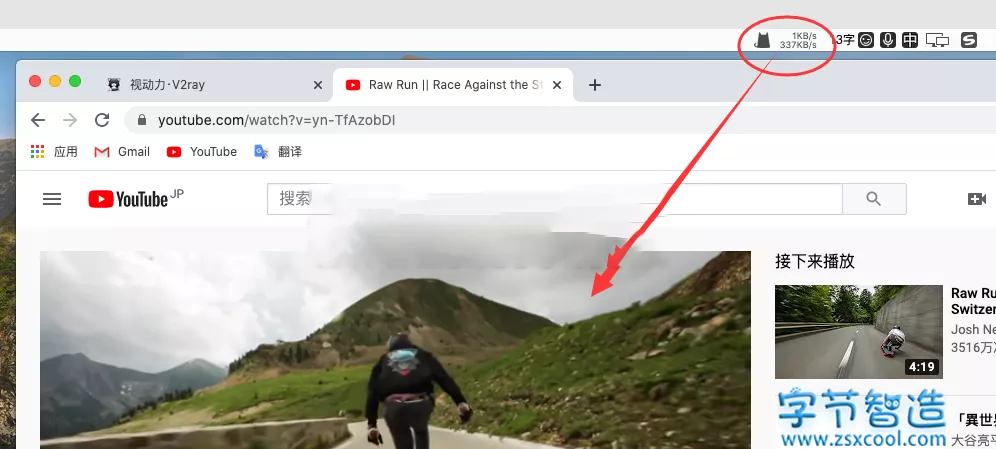 1KB/s
337KB/s
13字
中
S
视动力·V2ray
Raw Run || Race Against the St
youtube.com/watch?v=yn-TfAzobDI
应用
Gmail
YouTube
翻译
YouTube JP
搜索
接下来播放
Raw Ru
Switzer
Josh Ne
3516万
4:19
「異世界
大谷亮平
字节智造
www.zsxcool.com